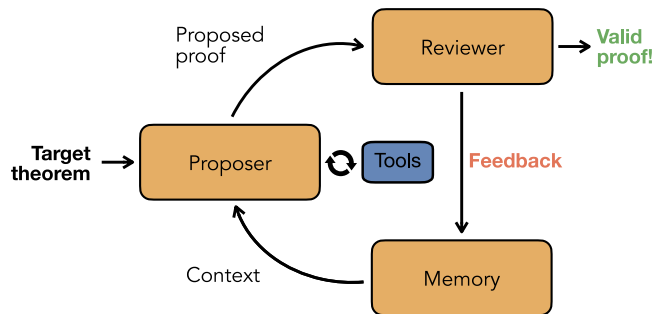 Proposed
proof
Reviewer
Valid
proof!
Target
theorem
Proposer
Tools
Feedback
Context
Memory